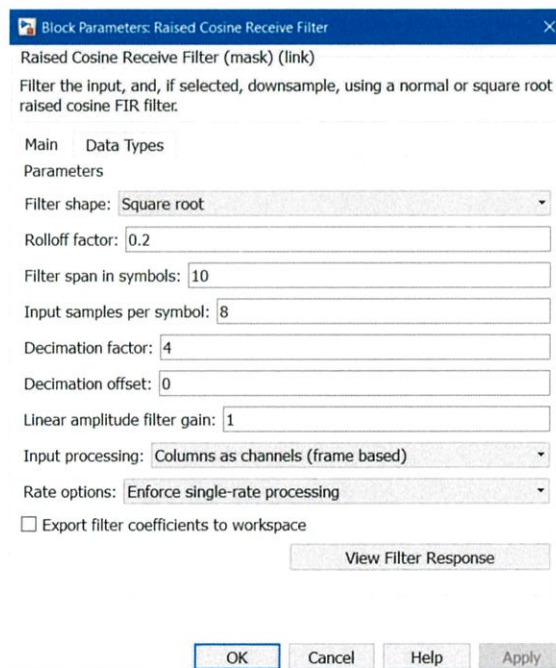 Block Parameters: Raised Cosine Receive Filter
Raised Cosine Receive Filter (mask) (link)
Filter the input, and, if selected, downsample, using a normal or square root
raised cosine FIR filter.
Main Data Types
Parameters
Filter shape: Square root
Rolloff factor: 0.2
Filter span in symbols: 10
Input samples per symbol: 8
Decimation factor: 4
Decimation offset: 0
Linear amplitude filter gain: 1
Input processing: Columns as channels (frame based)
Rate options: Enforce single-rate processing
Export filter coefficients to workspace
View Filter Response
OK Cancel Help Apply